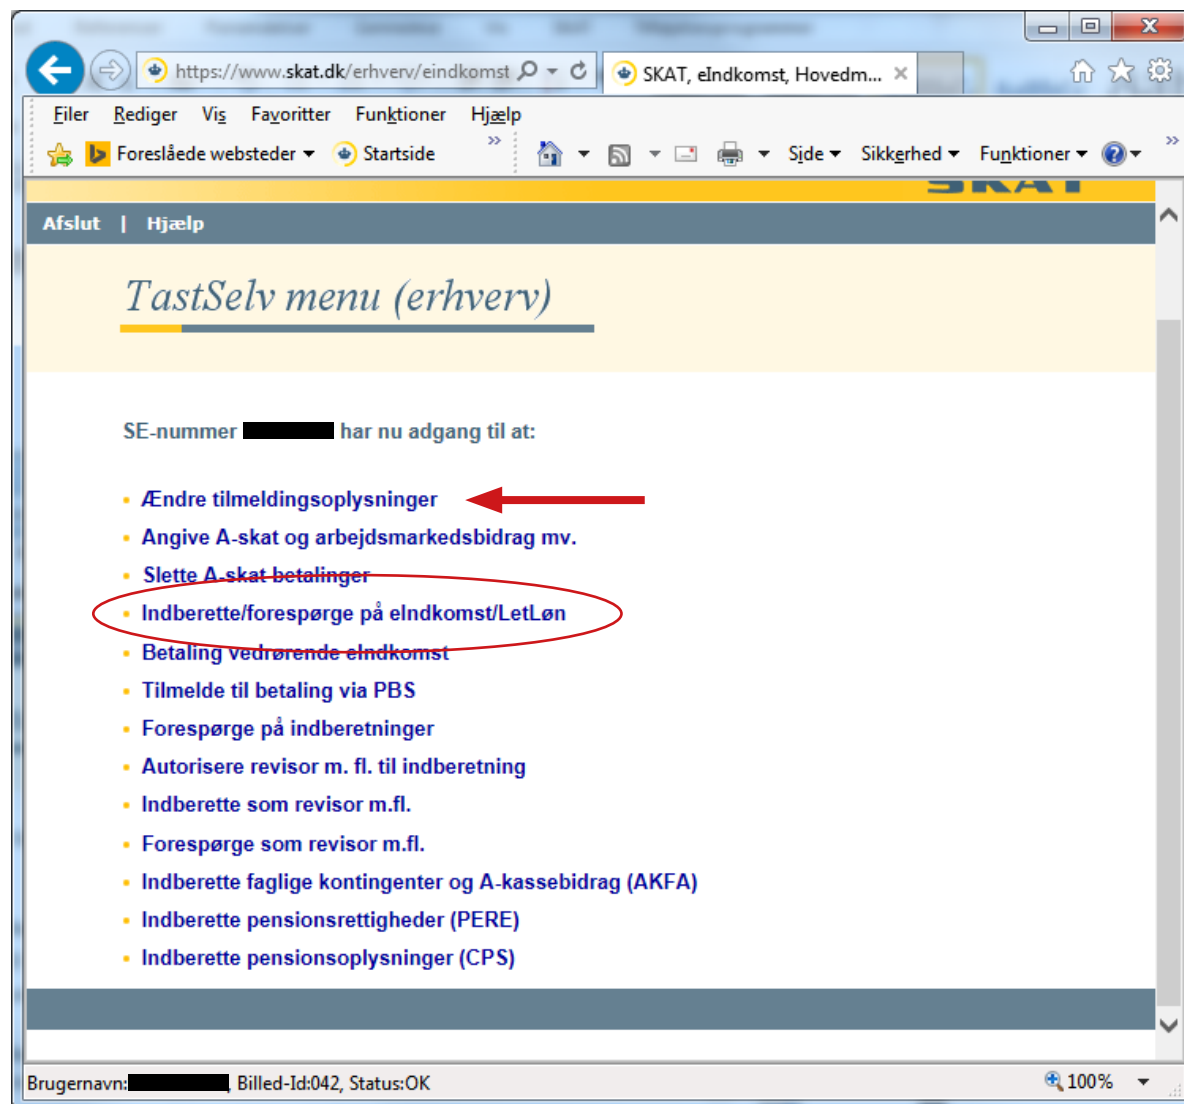 https://www.skat.dk/erhverv/eindkomst
SKAT, eIndkomst, Hovedm...
Filer Rediger Vis Favoritter Funktioner Hjælp
Foreslåede websteder Startside » Side Sikkerhed Funktioner »
SKAT
Afslut | Hjælp
TastSelv menu (erhverv)
SE-nummer har nu adgang til at:
Ændre tilmeldingsoplysninger
Angive A-skat og arbejdsmarkedsbidrag mv.
Slette A-skat betalinger
Indberette/forespørge på eIndkomst/LetLøn
Betaling vedrørende eIndkomst
Tilmelde til betaling via PBS
Forespørge på indberetninger
Autorisere revisor m. fl. til indberetning
Indberette som revisor m.fl.
Forespørge som revisor m.fl.
Indberette faglige kontingenter og A-kassebidrag (AKFA)
Indberette pensionsrettigheder (PERE)
Indberette pensionsoplysninger (CPS)
Brugernavn: , Billed-Id:042, Status:OK 100%